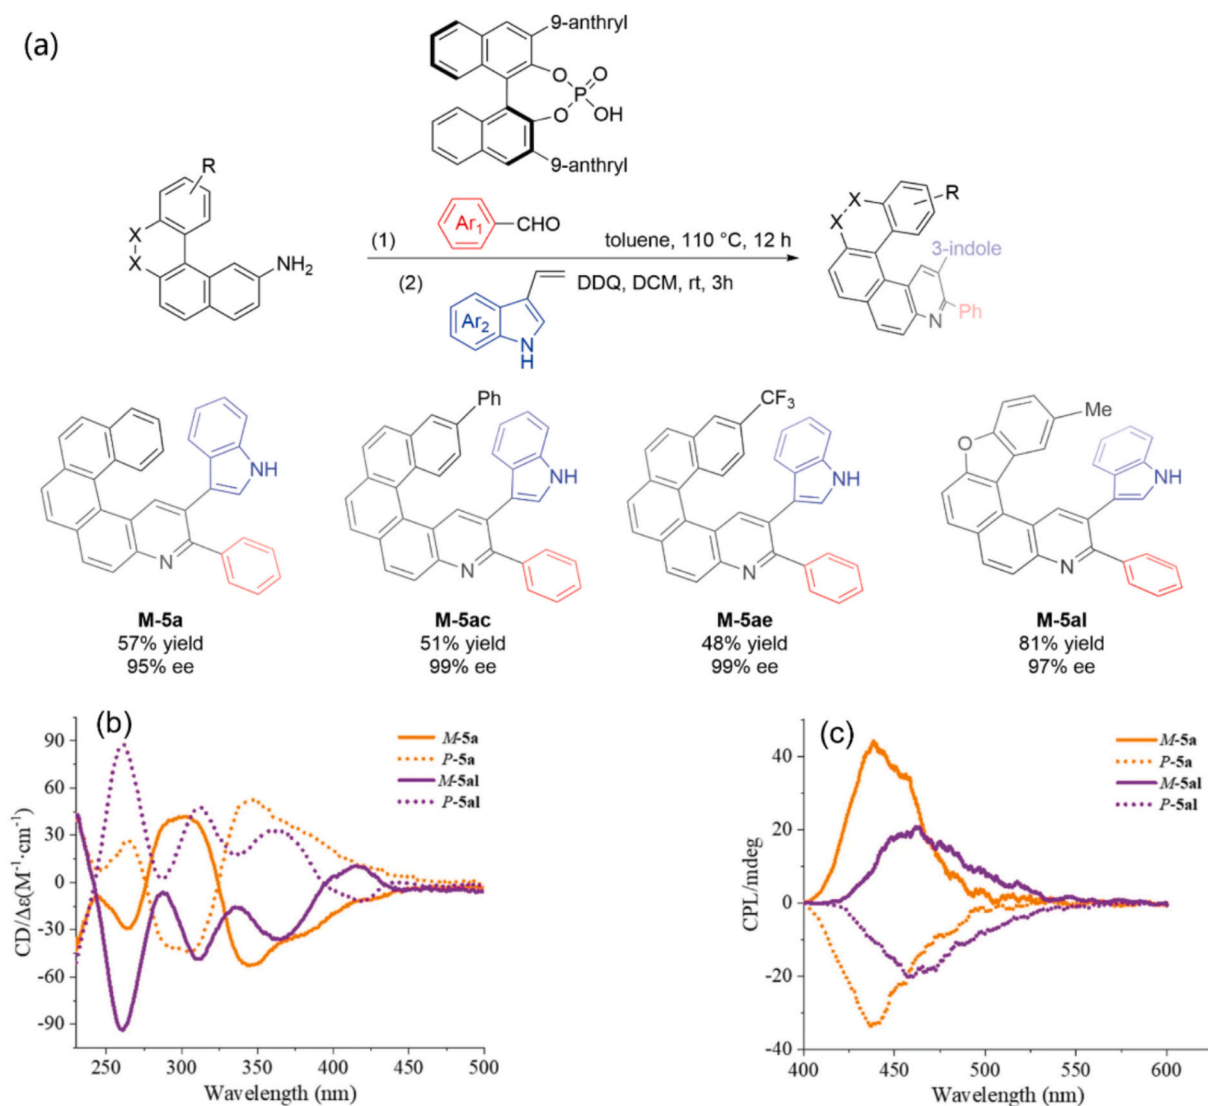 (a)
9-anthryl
O
O
P
O
OH
9-anthryl
R
X
X
NH2
(1)
Ar1
CHO
toluene, 110 °C, 12 h
(2)
Ar2
N
H
DDQ, DCM, rt, 3h
X
X
R
3-indole
N
Ph
NH
N
M-5a
57% yield
95% ee
Ph
NH
N
M-5ac
51% yield
99% ee
CF3
NH
N
M-5ae
48% yield
99% ee
O
Me
NH
N
M-5al
81% yield
97% ee
(b)
M-5a
P-5a
M-5al
P-5al
CD/Δε(M-1·cm-1)
90
60
30
0
-30
-60
-90
250
300
350
400
450
500
Wavelength (nm)
(c)
M-5a
P-5a
M-5al
P-5al
CPL/mdeg
40
20
0
-20
-40
400
450
500
550
600
Wavelength (nm)